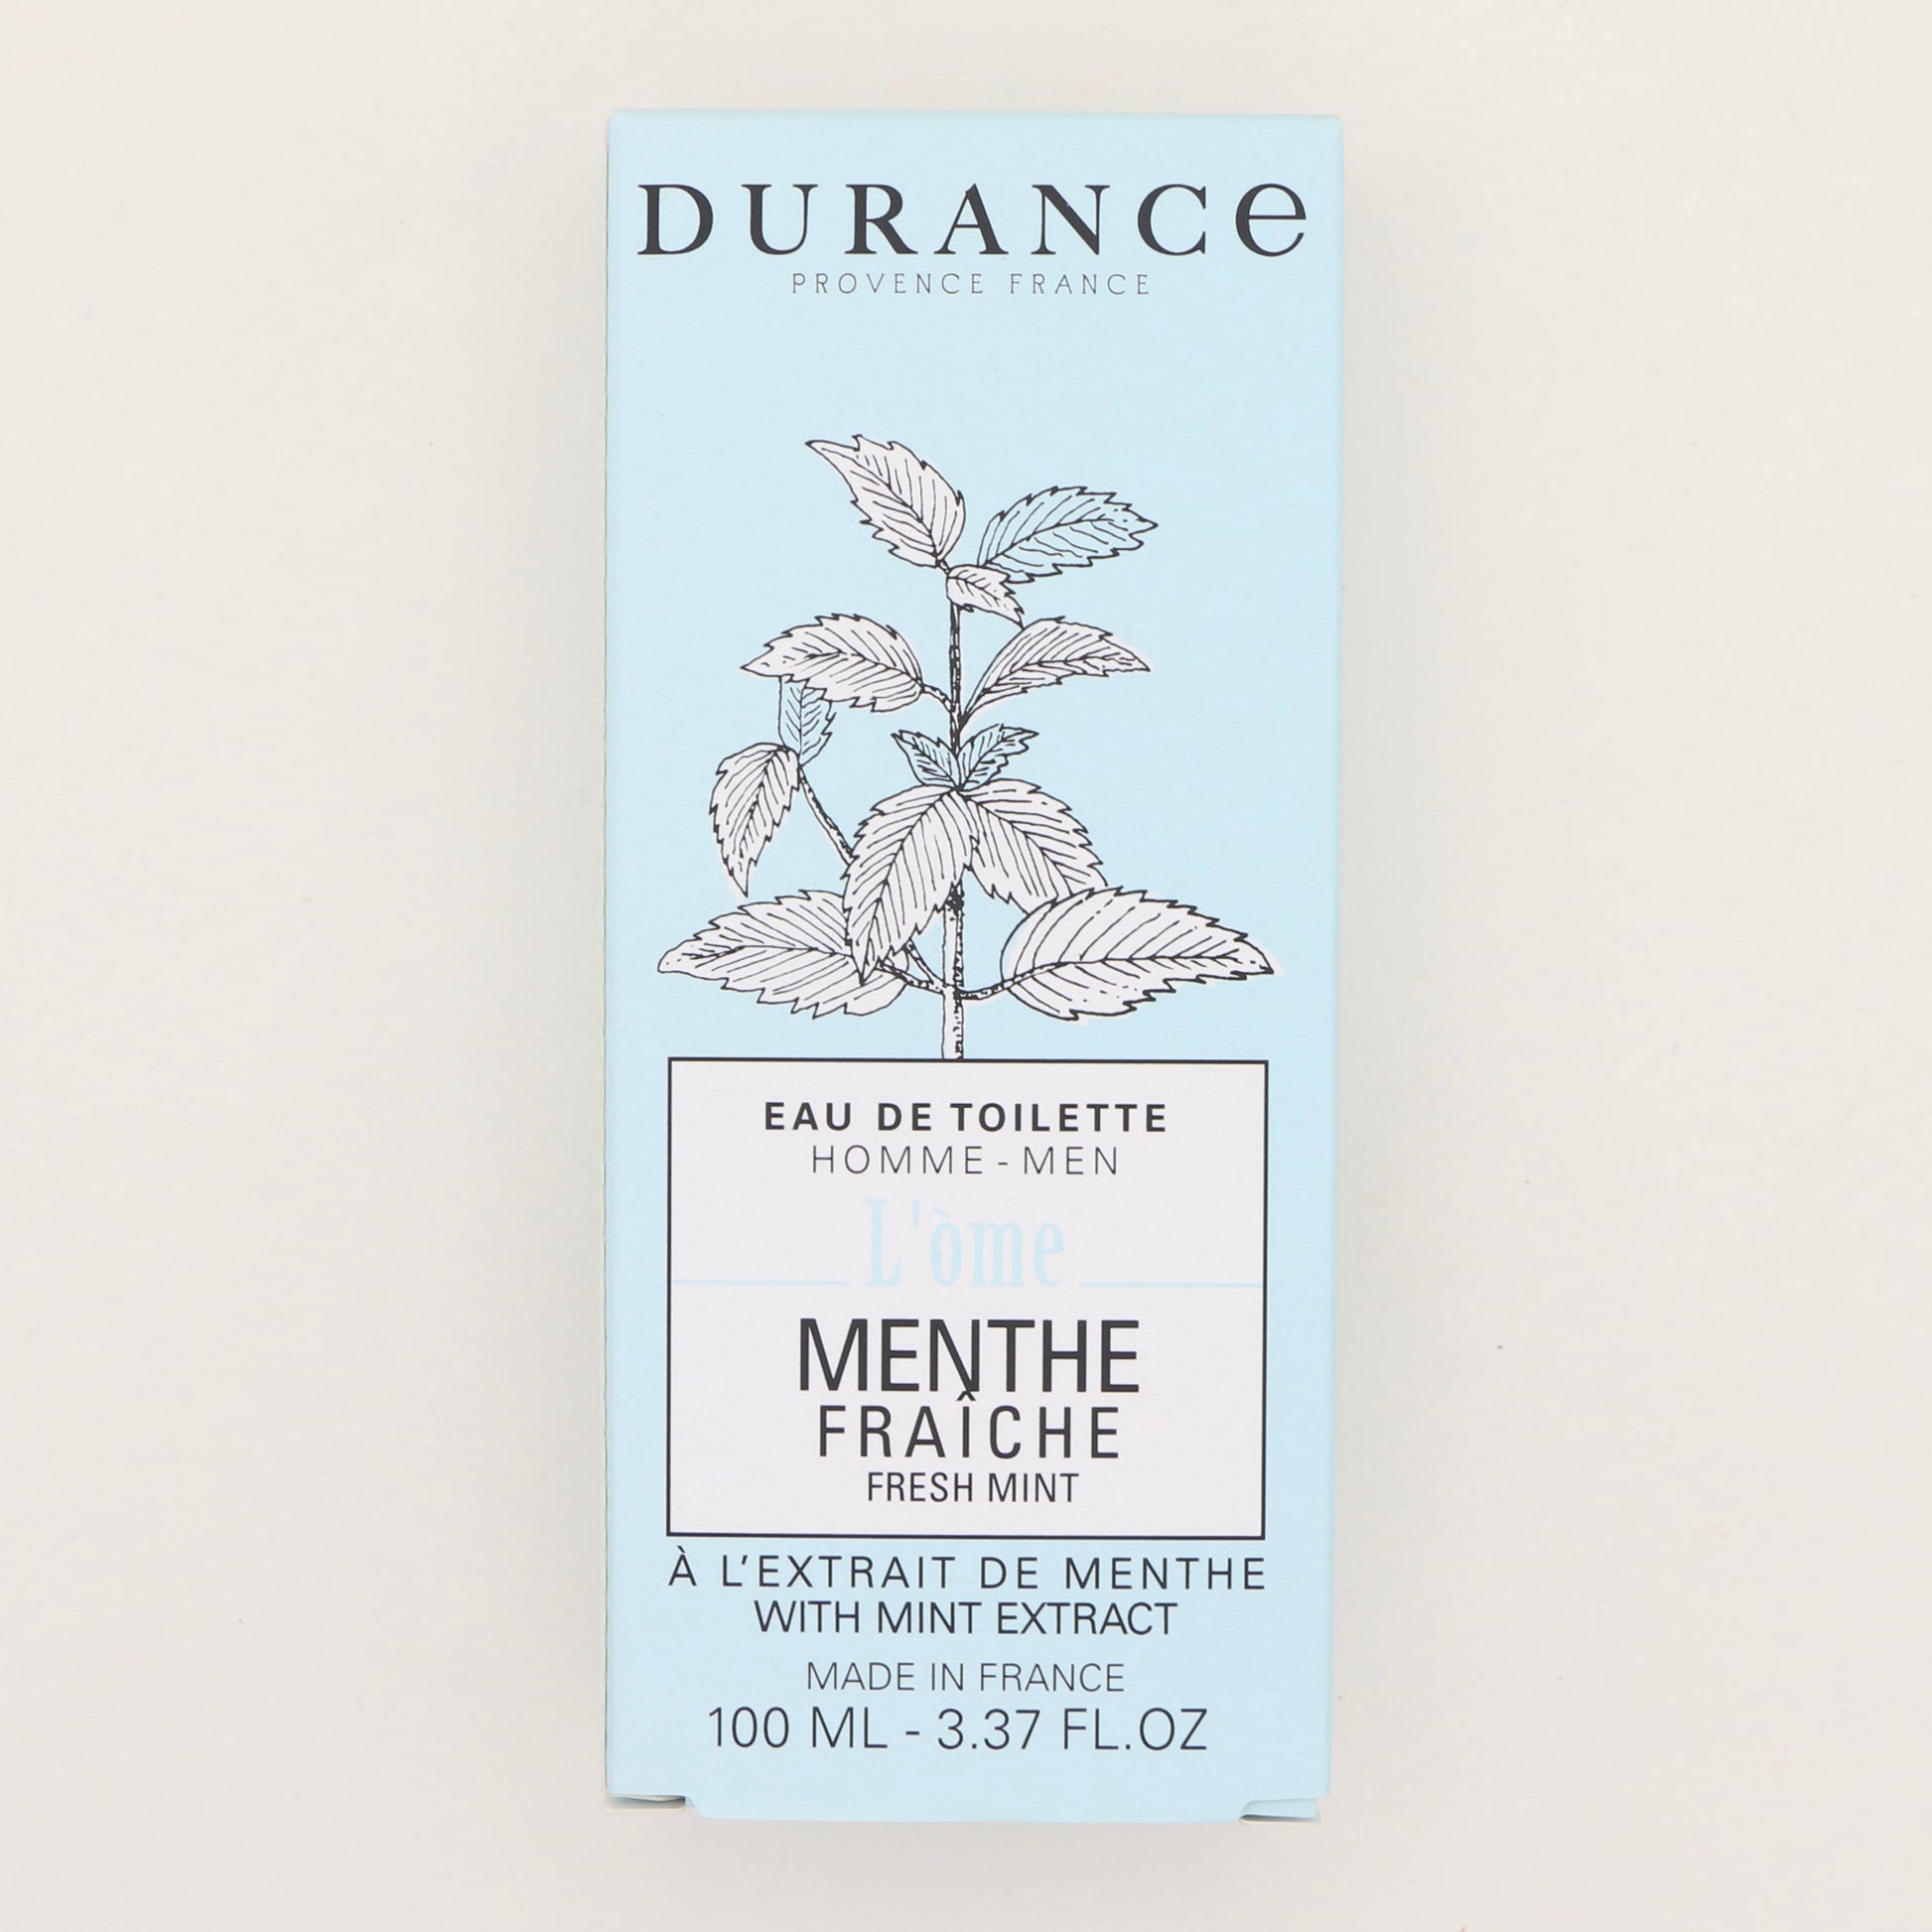 DURANCe
PROVENCE FRANCE
EAU DE TOILETTE
HOMME - MEN
L'òme
MENTHE
FRAÎCHE
FRESH MINT
À L'EXTRAIT DE MENTHE
WITH MINT EXTRACT
MADE IN FRANCE
100 ML - 3.37 FL.OZ